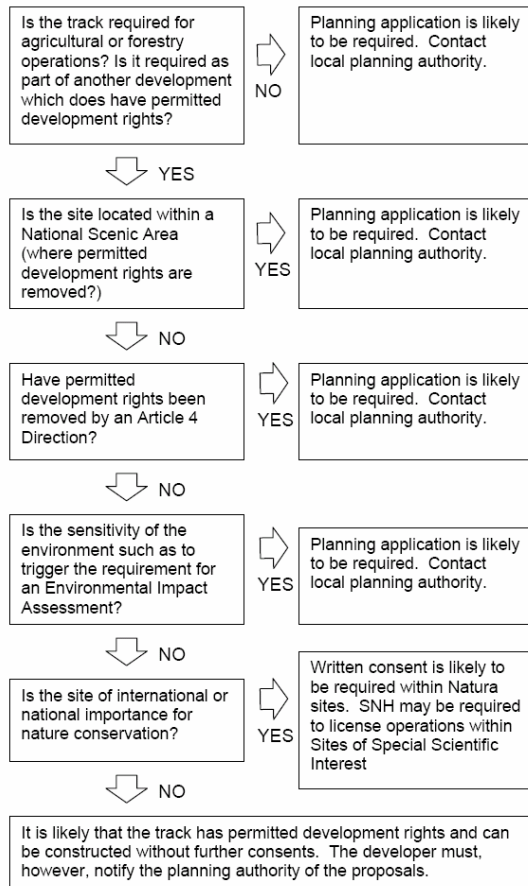 Is the track required for
agricultural or forestry
operations? Is it required as
part of another development
which does have permitted
development rights?
NO
Planning application is likely
to be required. Contact
local planning authority.
YES
Is the site located within a
National Scenic Area
(where permitted
development rights are
removed?)
YES
Planning application is likely
to be required. Contact
local planning authority.
NO
Have permitted
development rights been
removed by an Article 4
Direction?
YES
Planning application is likely
to be required. Contact
local planning authority.
NO
Is the sensitivity of the
environment such as to
trigger the requirement for
an Environmental Impact
Assessment?
YES
Planning application is likely
to be required. Contact
local planning authority.
NO
Is the site of international or
national importance for
nature conservation?
YES
Written consent is likely to
be required within Natura
sites. SNH may be required
to license operations within
Sites of Special Scientific
Interest
NO
It is likely that the track has permitted development rights and can
be constructed without further consents. The developer must,
however, notify the planning authority of the proposals.